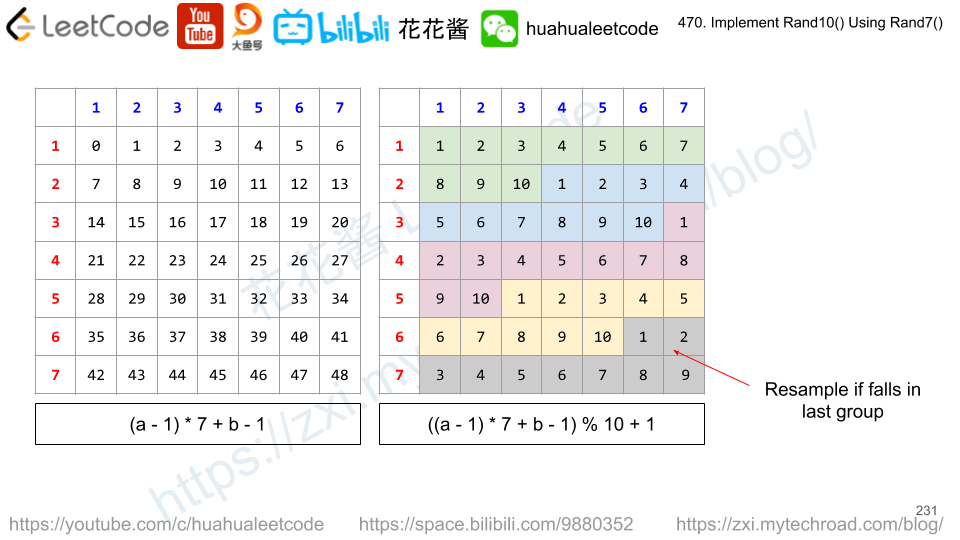 LeetCode You Tube 大鱼号 bilibili 花花酱 huahualeetcode 470. Implement Rand10() Using Rand7()
1 2 3 4 5 6 7
1 0 1 2 3 4 5 6
2 7 8 9 10 11 12 13
3 14 15 16 17 18 19 20
4 21 22 23 24 25 26 27
5 28 29 30 31 32 33 34
6 35 36 37 38 39 40 41
7 42 43 44 45 46 47 48
(a - 1) * 7 + b - 1
1 2 3 4 5 6 7
1 1 2 3 4 5 6 7
2 8 9 10 1 2 3 4
3 5 6 7 8 9 10 1
4 2 3 4 5 6 7 8
5 9 10 1 2 3 4 5
6 6 7 8 9 10 1 2
7 3 4 5 6 7 8 9
((a - 1) * 7 + b - 1) % 10 + 1
Resample if falls in
last group
231
https://youtube.com/c/huahualeetcode https://space.bilibili.com/9880352 https://zxi.mytechroad.com/blog/